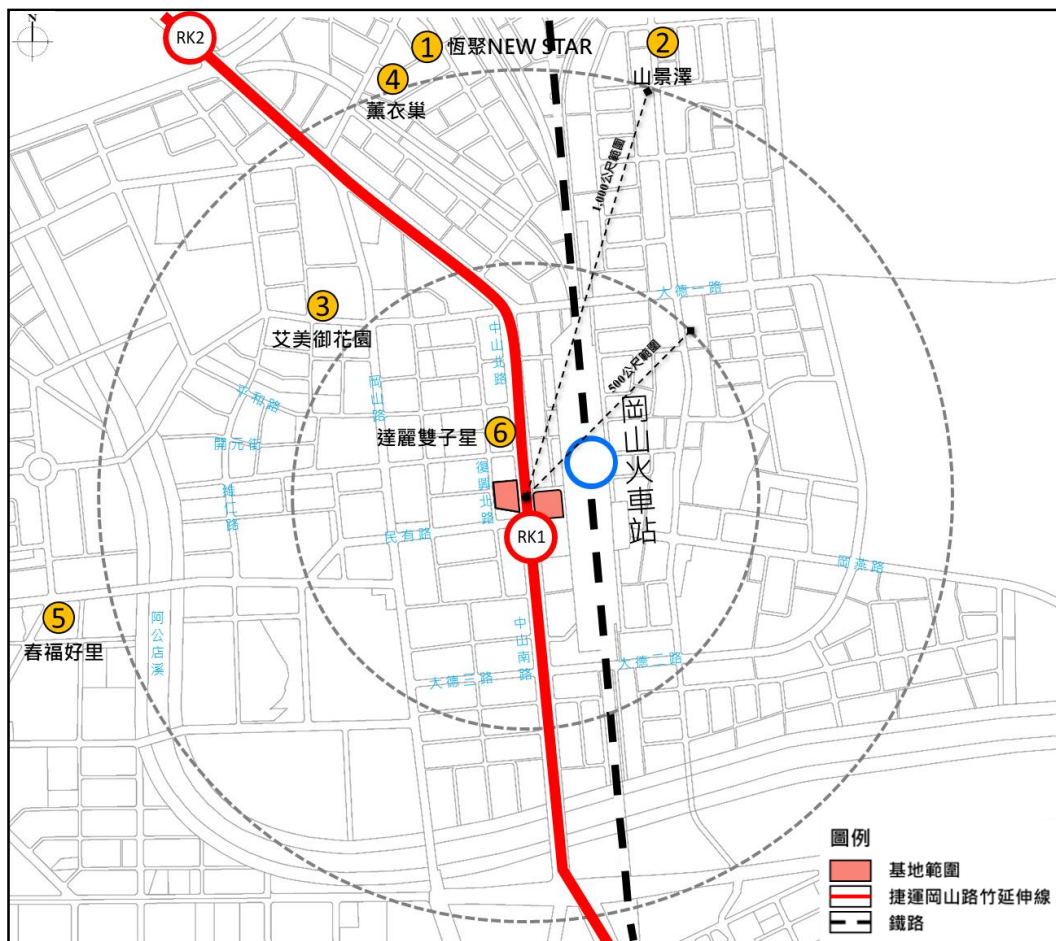 N
RK2
1 恆聚NEW STAR
2
山景澤
4
薰衣巢
1,000公尺範圍
大德一路
3
艾美御花園
中山北路
500公尺範圍
岡山路
平和路
開元街
6
達麗雙子星
岡山火車站
復興北路
維仁路
民有路
RK1
岡燕路
5
春福好里
阿公店溪
中山南路
大德二路
大德三路
圖例
基地範圍
捷運岡山路竹延伸線
鐵路